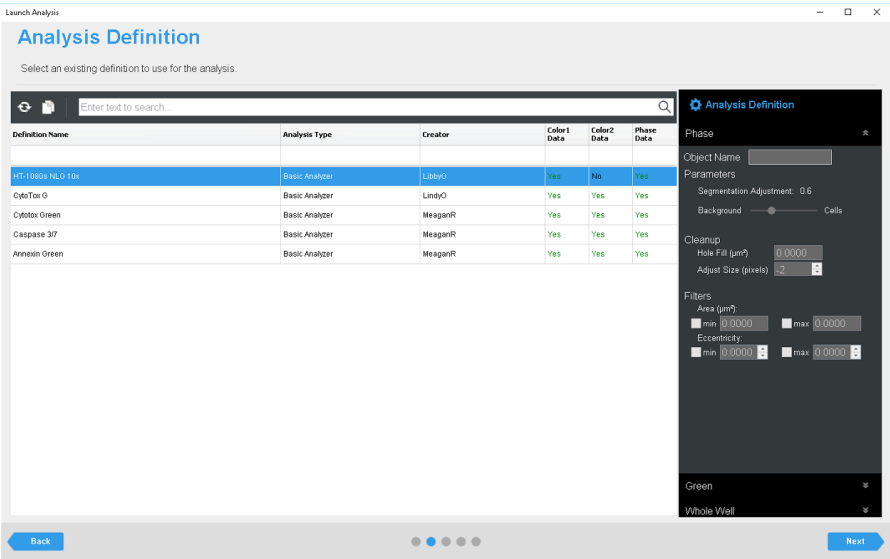 Launch Analysis
Analysis Definition
Select an existing definition to use for the analysis.
Enter text to search...
Definition Name Analysis Type Creator Color1 Data Color2 Data Phase Data
HT-1080s NLG 10x Basic Analyzer LibbyO Yes No Yes
CytoTox G Basic Analyzer LindyO Yes Yes Yes
Cytotox Green Basic Analyzer MeaganR Yes Yes Yes
Caspase 3/7 Basic Analyzer MeaganR Yes Yes Yes
Annexin Green Basic Analyzer MeaganR Yes Yes Yes
Analysis Definition
Phase
Object Name
Parameters
Segmentation Adjustment: 0.6
Background Cells
Cleanup
Hole Fill (µm²) 0.0000
Adjust Size (pixels) -2
Filters
Area (µm²):
min 0.0000 max 0.0000
Eccentricity:
min 0.0000 max 0.0000
Green
Whole Well
Back
Next